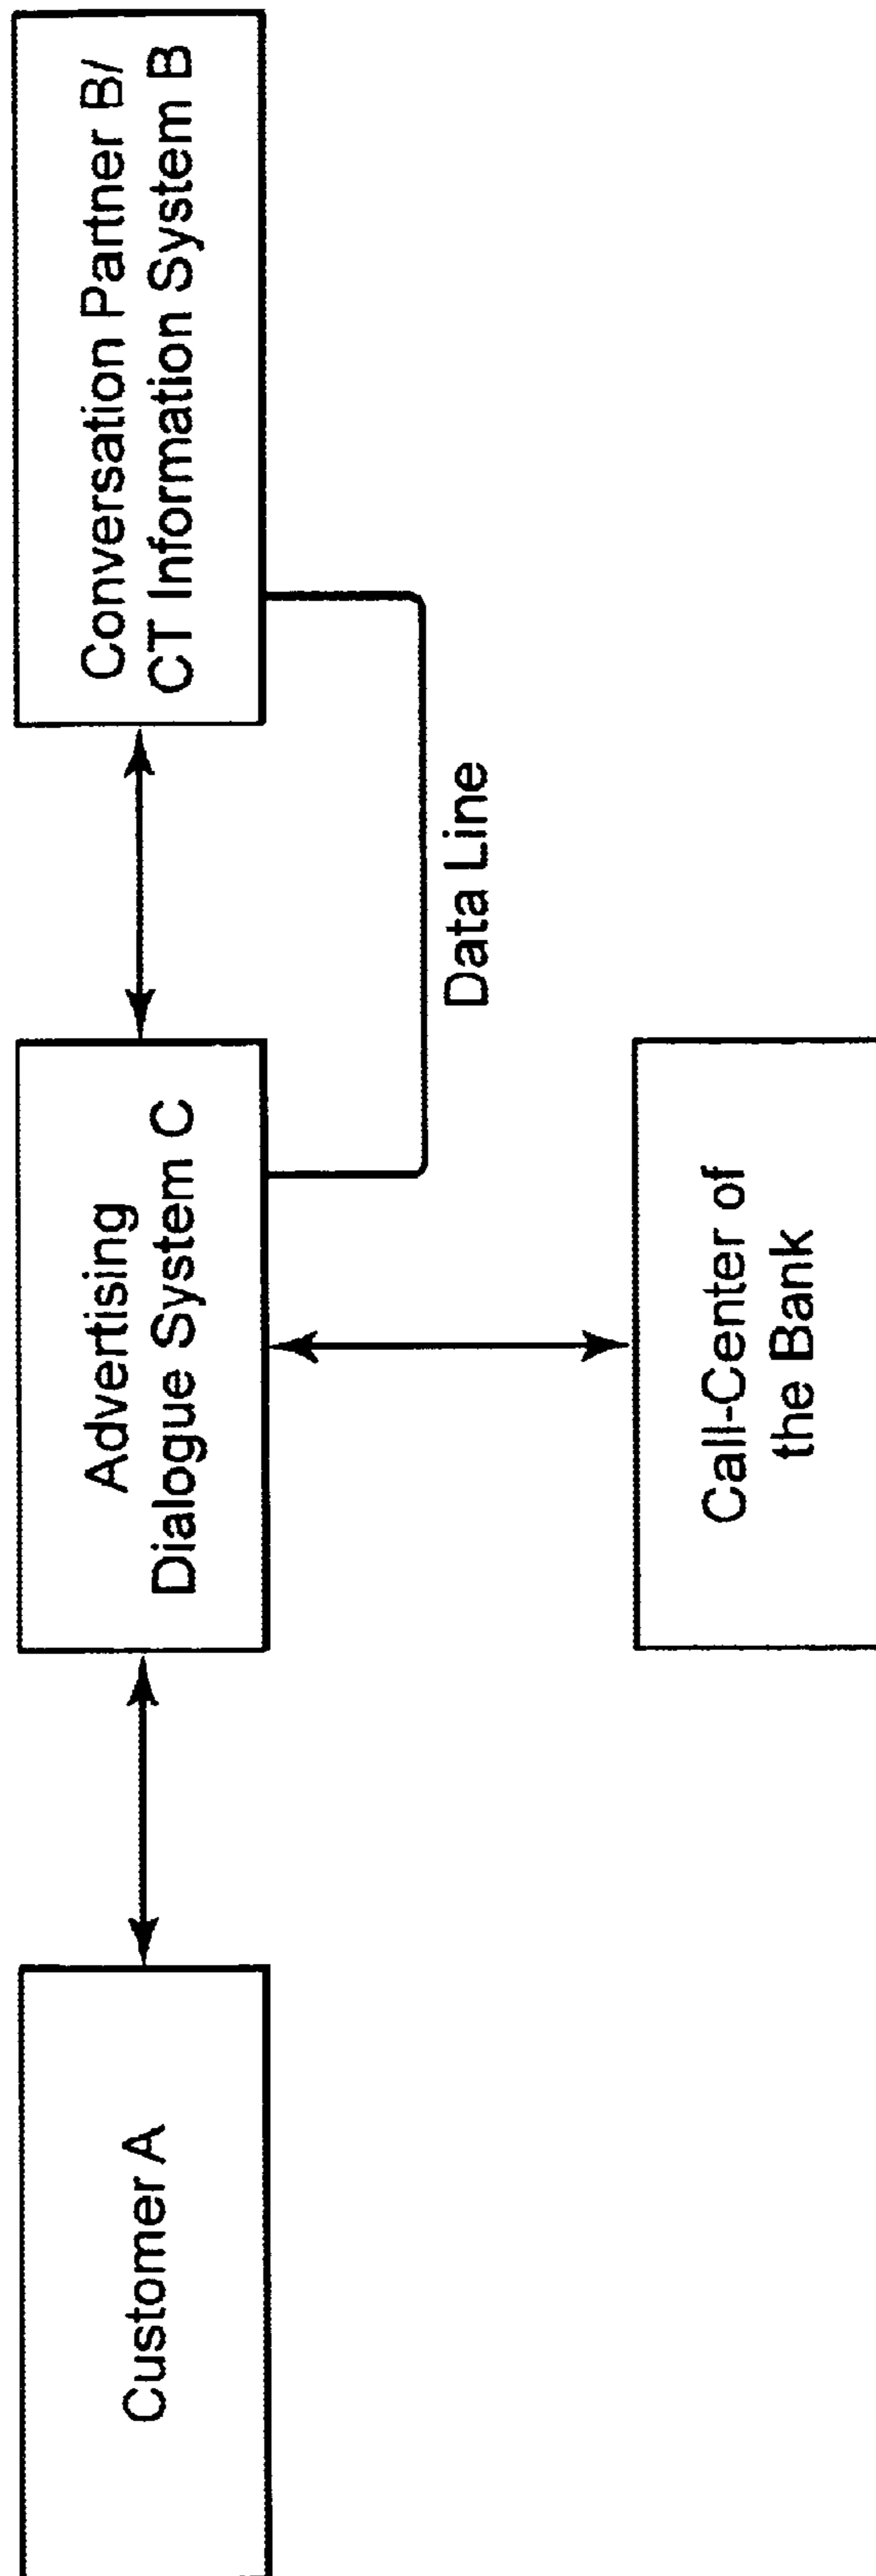 Customer A
Advertising
Dialogue System C
Conversation Partner B/
CT Information System B
Data Line
Call-Center of
the Bank